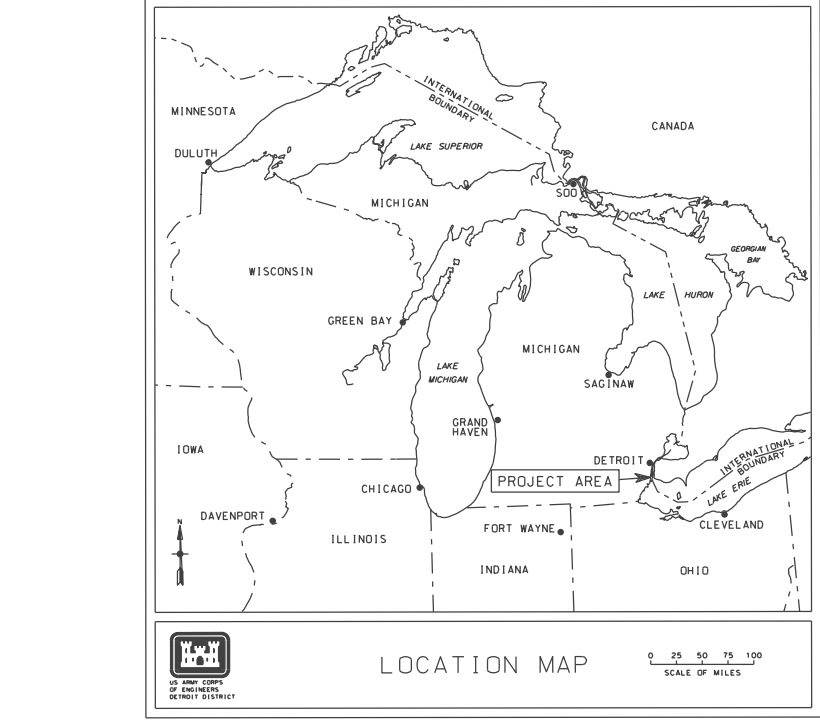 INTERNATIONAL
BOUNDARY
MINNESOTA
CANADA
DULUTH
LAKE SUPERIOR
SOO
MICHIGAN
GEORGIAN
BAY
WISCONSIN
LAKE HURON
GREEN BAY
MICHIGAN
LAKE
MICHIGAN
SAGINAW
GRAND
HAVEN
IOWA
INTERNATIONAL
BOUNDARY
DETROIT
PROJECT AREA
LAKE ERIE
CHICAGO
DAVENPORT
FORT WAYNE
CLEVELAND
N
ILLINOIS
INDIANA
OHIO
US ARMY CORPS
OF ENGINEERS
DETROIT DISTRICT
LOCATION MAP
0 25 50 75 100
SCALE OF MILES